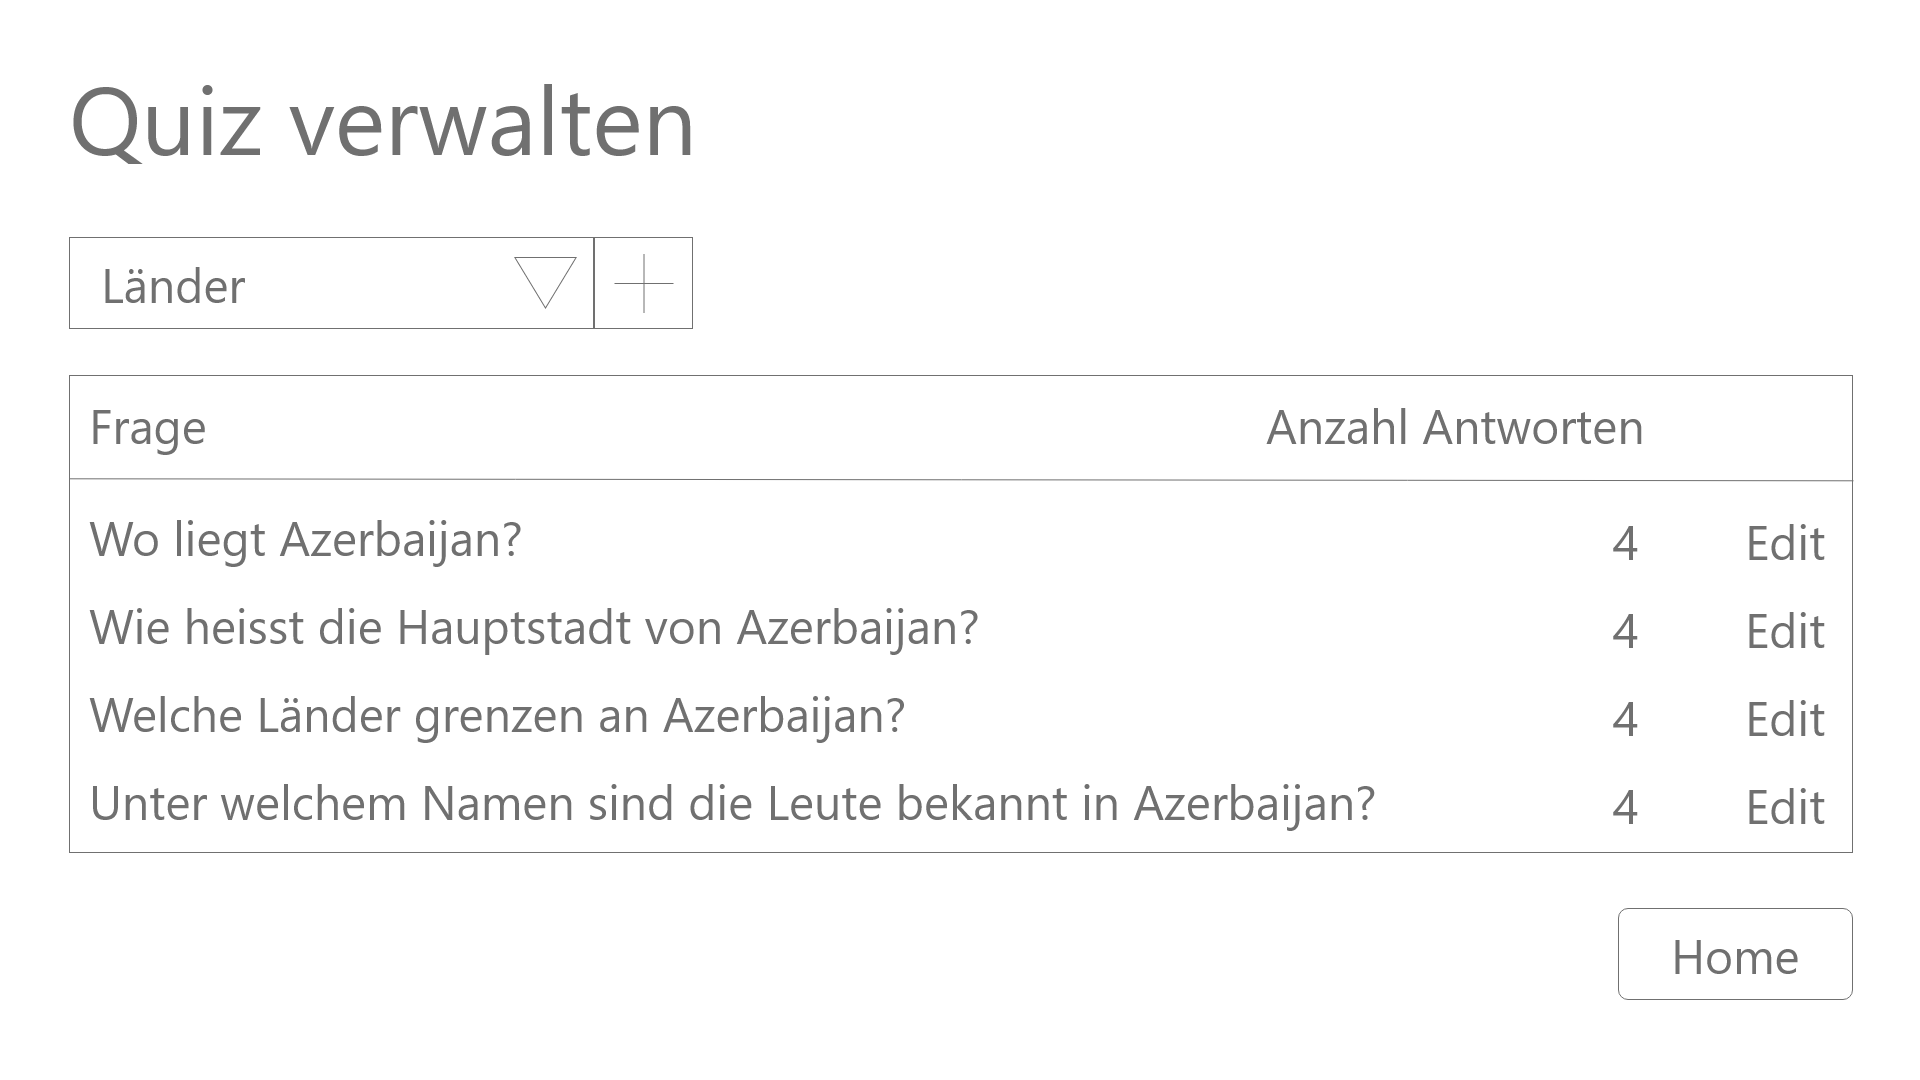 Quiz verwalten
Länder
Frage Anzahl Antworten
Wo liegt Azerbaijan? 4 Edit
Wie heisst die Hauptstadt von Azerbaijan? 4 Edit
Welche Länder grenzen an Azerbaijan? 4 Edit
Unter welchem Namen sind die Leute bekannt in Azerbaijan? 4 Edit
Home